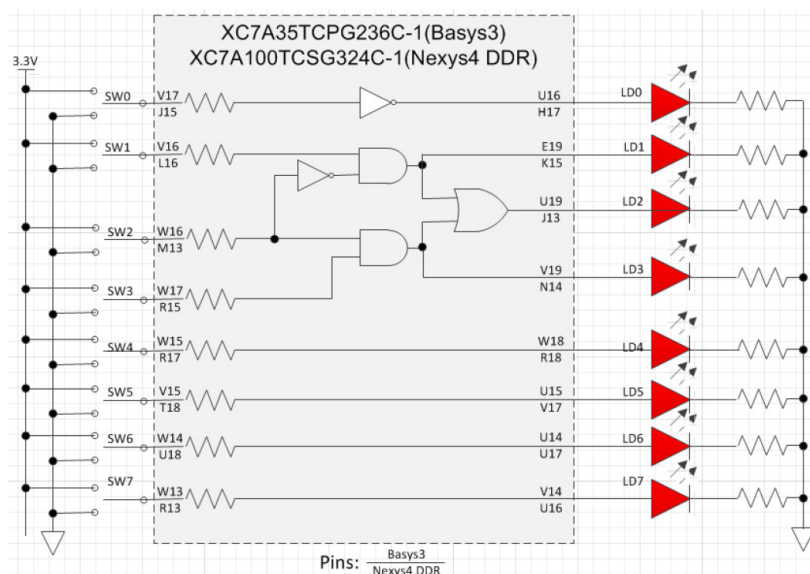 XC7A35TCPG236C-1(Basys3)
XC7A100TCSG324C-1(Nexys4 DDR)
3.3V
SW0 V17 U16 LD0
J15 H17
SW1 V16 E19 LD1
L16 K15
U19 LD2
J13
SW2 W16
M13
V19 LD3
N14
SW3 W17
R15
SW4 W15 W18 LD4
R17 R18
SW5 V15 U15 LD5
T18 V17
SW6 W14 U14 LD6
U18 U17
SW7 W13 V14 LD7
R13 U16
Pins: Basys3
Nexys4 DDR